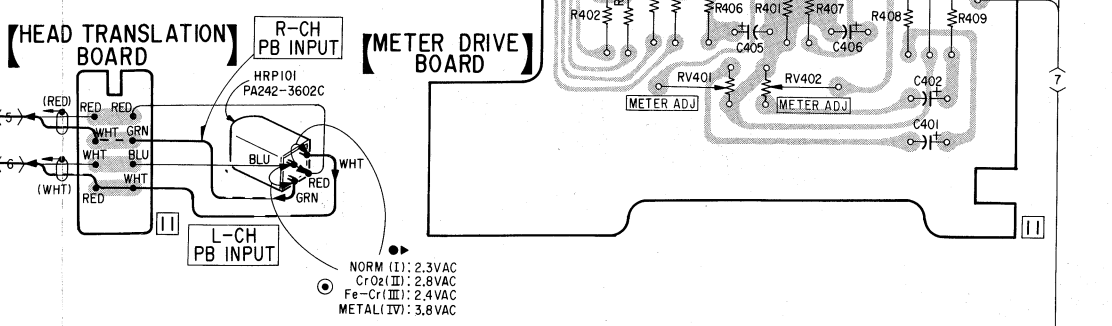 HEAD TRANSLATION
BOARD
R-CH
PB INPUT
HRP101
PA242-3602C
METER DRIVE
BOARD
R402
R406
R401
R407
R408
R409
C405
C406
RV401
RV402
C402
METER ADJ
METER ADJ
C401
7
(RED)
RED
RED
5
WHT
GRN
WHT
BLU
BLU
WHT
6
(WHT)
WHT
RED
RED
GRN
11
L-CH
PB INPUT
11
NORM (I): 2.3VAC
CrO2(II): 2.8VAC
Fe-Cr(III): 2.4VAC
METAL(IV): 3.8VAC